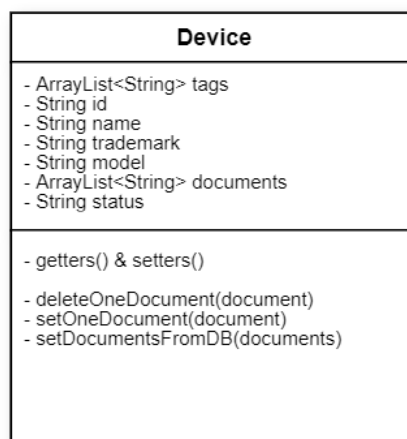 Device
- ArrayList<String> tags
- String id
- String name
- String trademark
- String model
- ArrayList<String> documents
- String status
- getters() & setters()
- deleteOneDocument(document)
- setOneDocument(document)
- setDocumentsFromDB(documents)